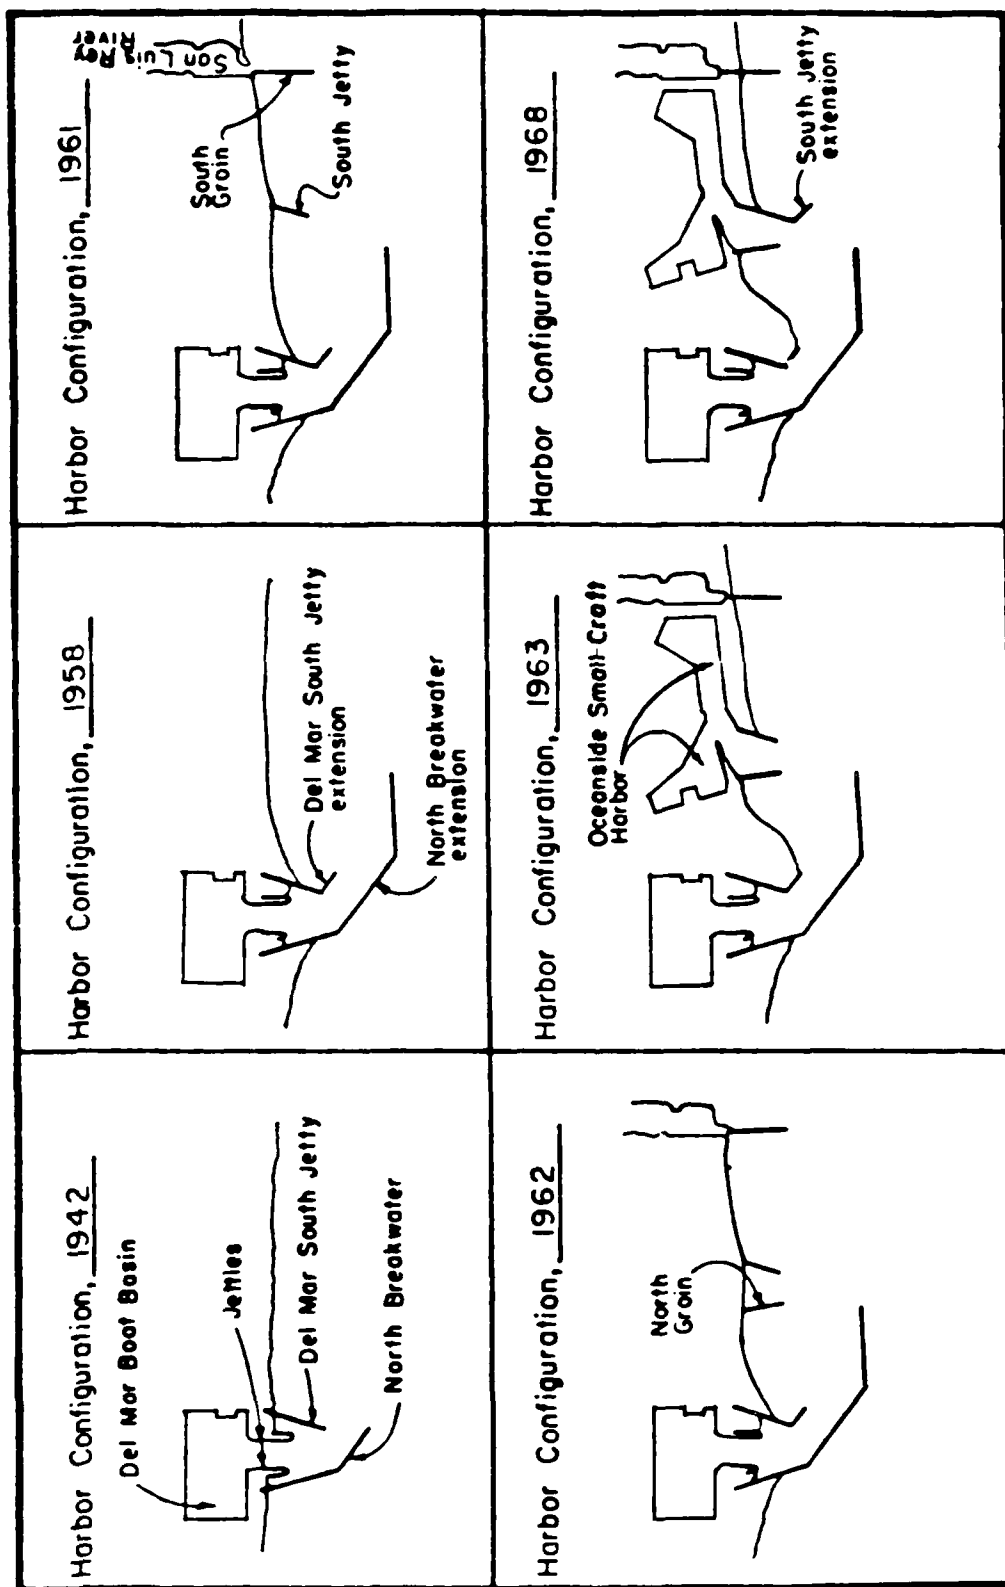 Harbor Configuration, 1942
Del Mar Boat Basin
Jetties
Del Mar South Jetty
North Breakwater
Harbor Configuration, 1958
Del Mar South Jetty
extension
North Breakwater
extension
Harbor Configuration, 1961
San Luis Rey
River
South
Groin
South Jetty
Harbor Configuration, 1962
North
Groin
Harbor Configuration, 1963
Oceanside Small-Craft
Harbor
Harbor Configuration, 1968
South Jetty
extension